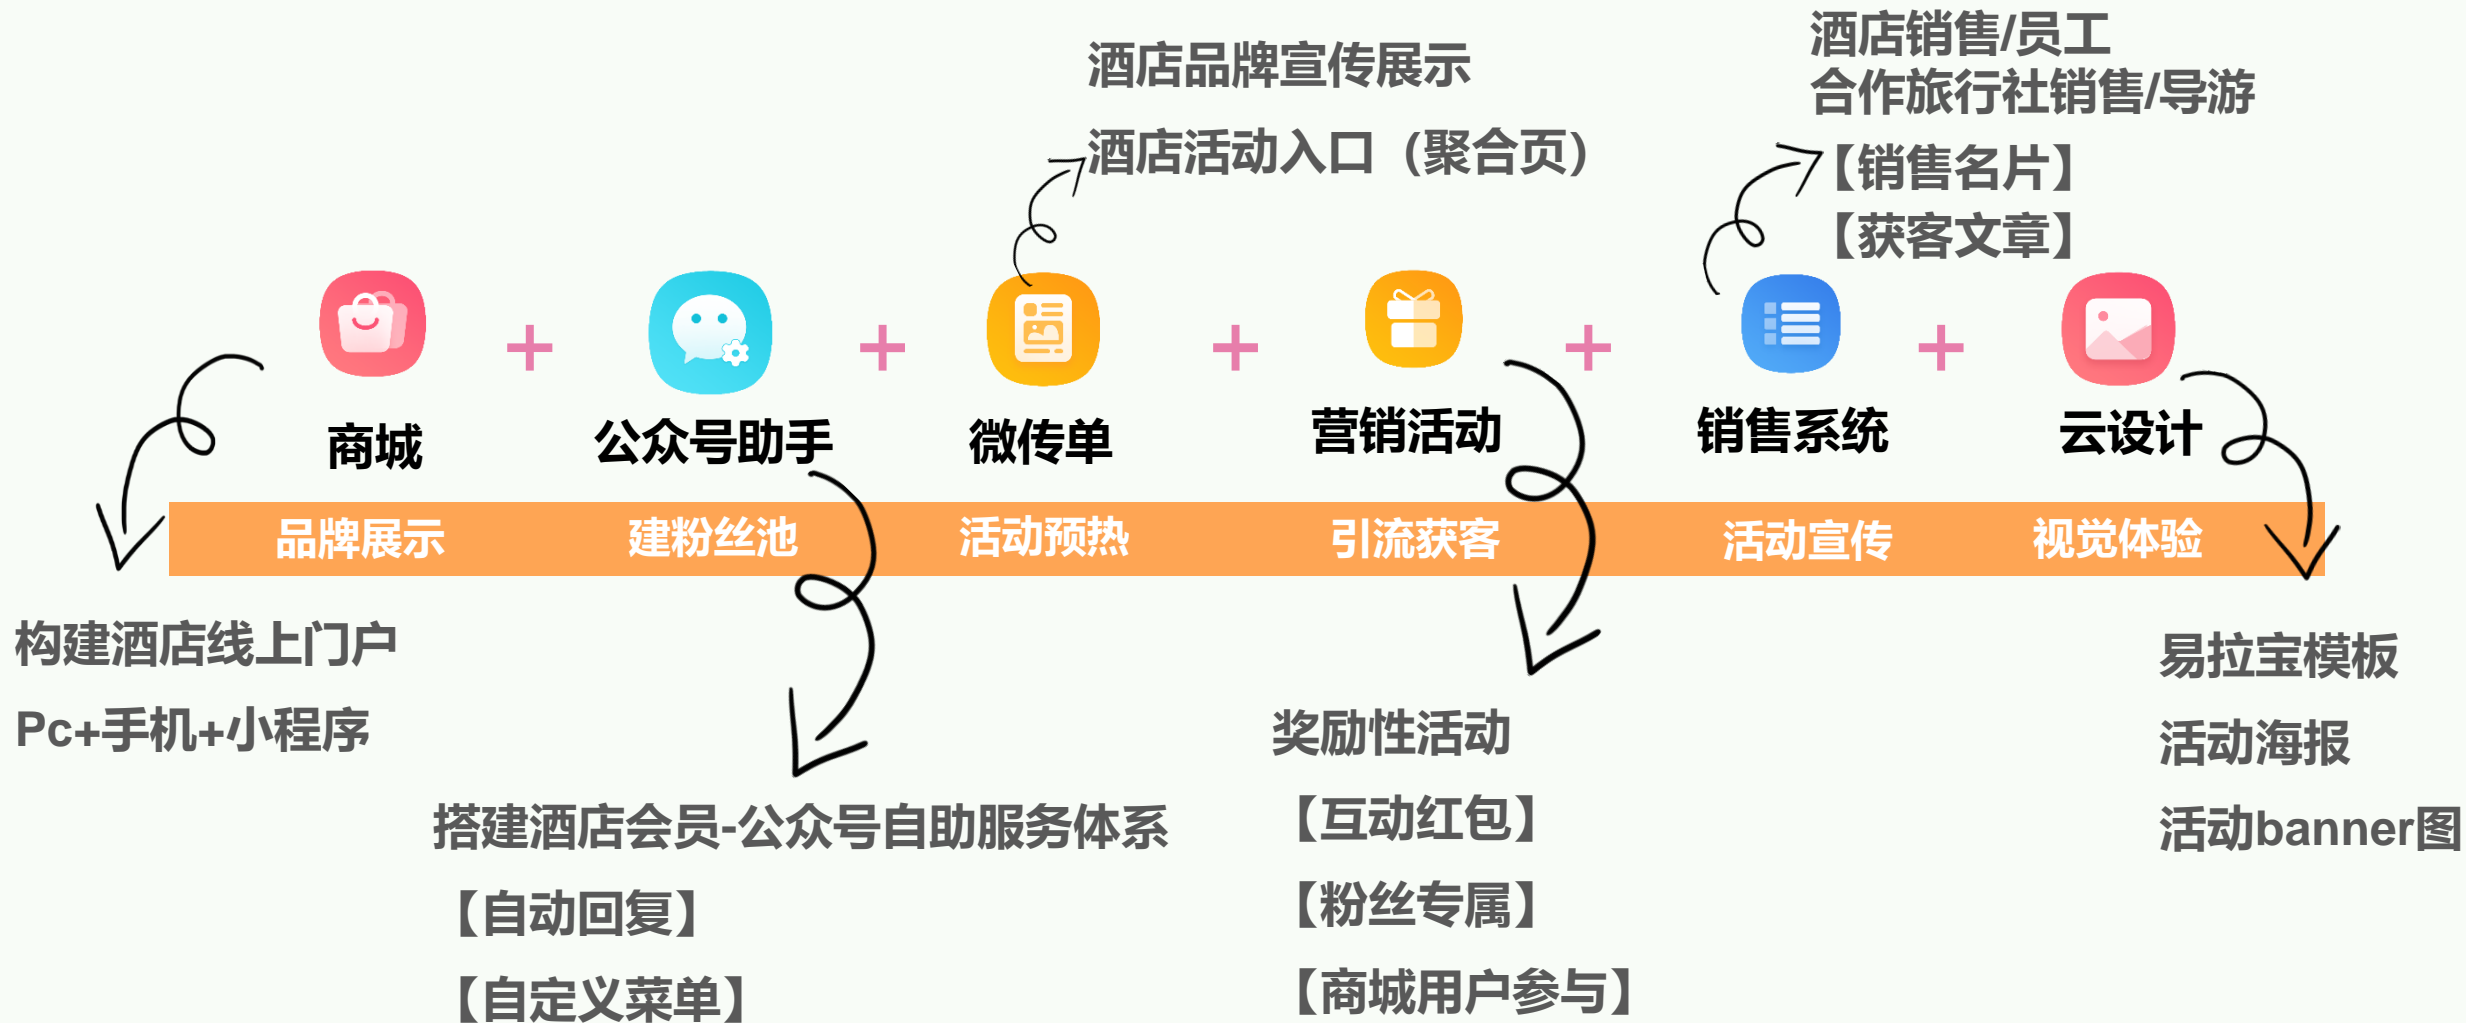 酒店品牌宣传展示
酒店活动入口（聚合页）
酒店销售/员工
合作旅行社销售/导游
【销售名片】
【获客文章】
商城
公众号助手
微传单
营销活动
销售系统
云设计
品牌展示
建粉丝池
活动预热
引流获客
活动宣传
视觉体验
构建酒店线上门户
Pc+手机+小程序
搭建酒店会员-公众号自助服务体系
【自动回复】
【自定义菜单】
奖励性活动
【互动红包】
【粉丝专属】
【商城用户参与】
易拉宝模板
活动海报
活动banner图